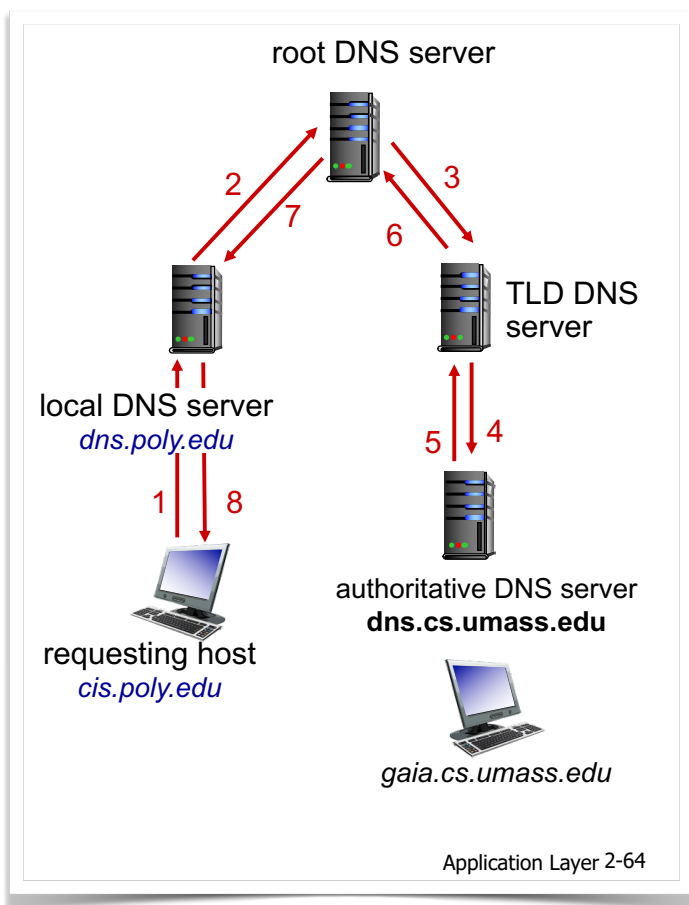 root DNS server
2
7
3
6
TLD DNS
server
local DNS server
dns.poly.edu
5
4
1
8
authoritative DNS server
dns.cs.umass.edu
requesting host
cis.poly.edu
gaia.cs.umass.edu
Application Layer 2-64